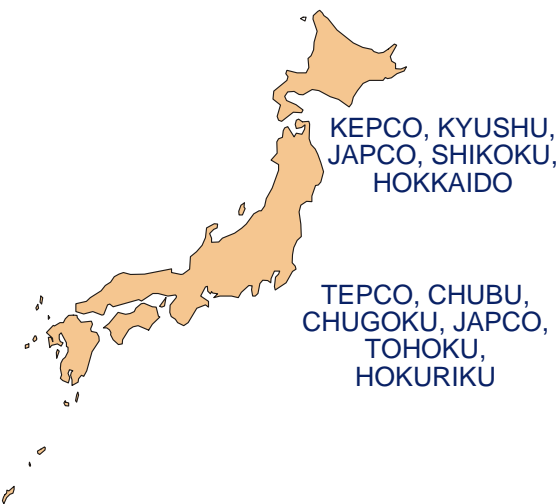 KEPCO, KYUSHU,
JAPCO, SHIKOKU,
HOKKAIDO
TEPCO, CHUBU,
CHUGOKU, JAPCO,
TOHOKU,
HOKURIKU